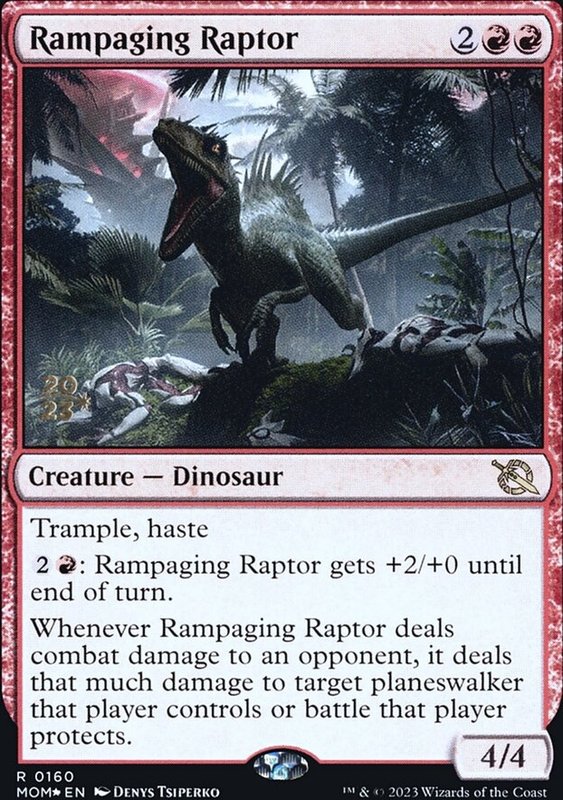 Rampaging Raptor 2
20
23★
Creature — Dinosaur
Trample, haste
2 : Rampaging Raptor gets +2/+0 until
end of turn.
Whenever Rampaging Raptor deals
combat damage to an opponent, it deals
that much damage to target planeswalker
that player controls or battle that player
protects.
4/4
R 0160
MOM★EN DENYS TSIPERKO
™ & © 2023 Wizards of the Coast